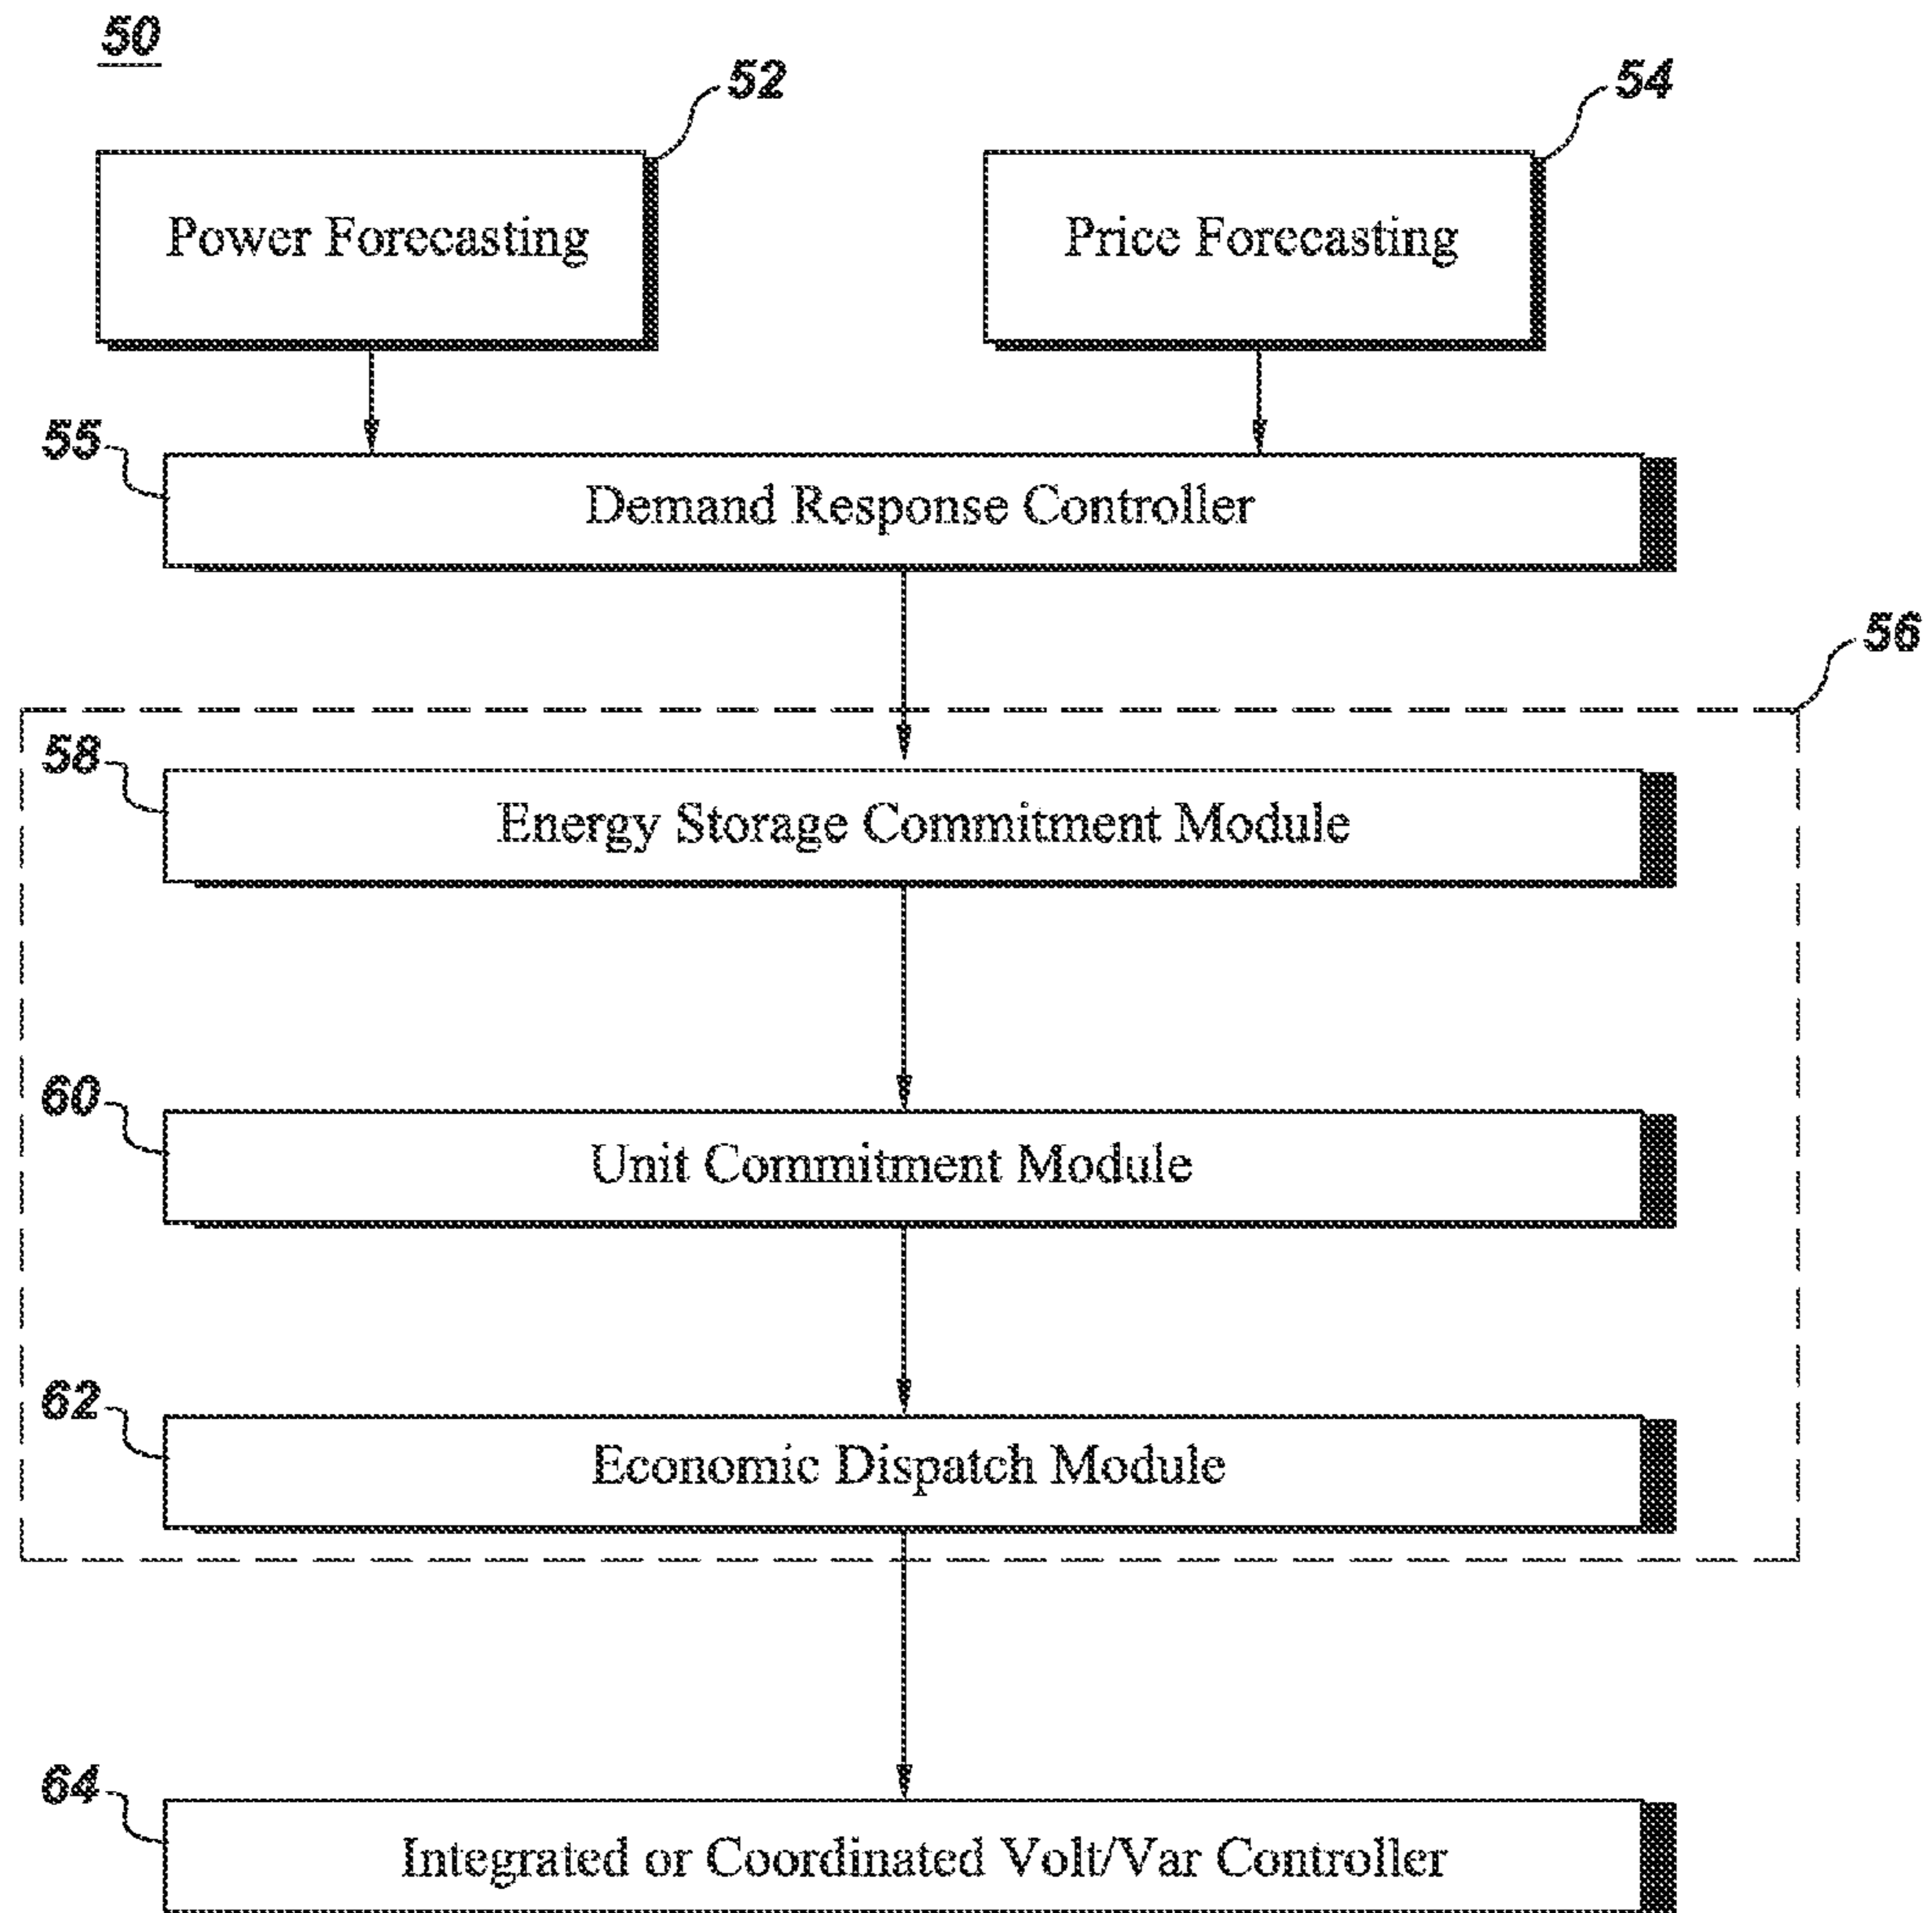 50
52
54
Power Forecasting
Price Forecasting
55
Demand Response Controller
56
58
Energy Storage Commitment Module
60
Unit Commitment Module
62
Economic Dispatch Module
64
Integrated or Coordinated Volt/Var Controller